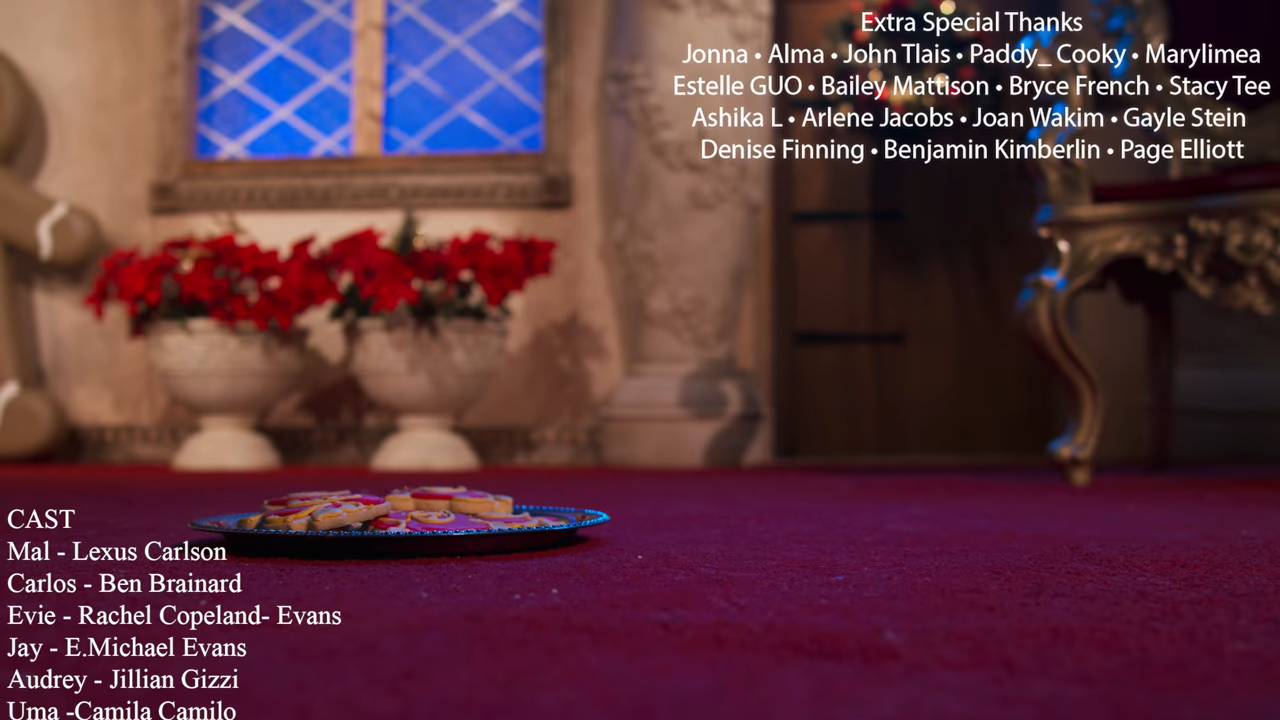 Extra Special Thanks
Jonna • Alma • John Tlais • Paddy_ Cooky • Marylimea
Estelle GUO • Bailey Mattison • Bryce French • Stacy Tee
Ashika L • Arlene Jacobs • Joan Wakim • Gayle Stein
Denise Finning • Benjamin Kimberlin • Page Elliott
CAST
Mal - Lexus Carlson
Carlos - Ben Brainard
Evie - Rachel Copeland- Evans
Jay - E.Michael Evans
Audrey - Jillian Gizzi
Uma -Camila Camilo